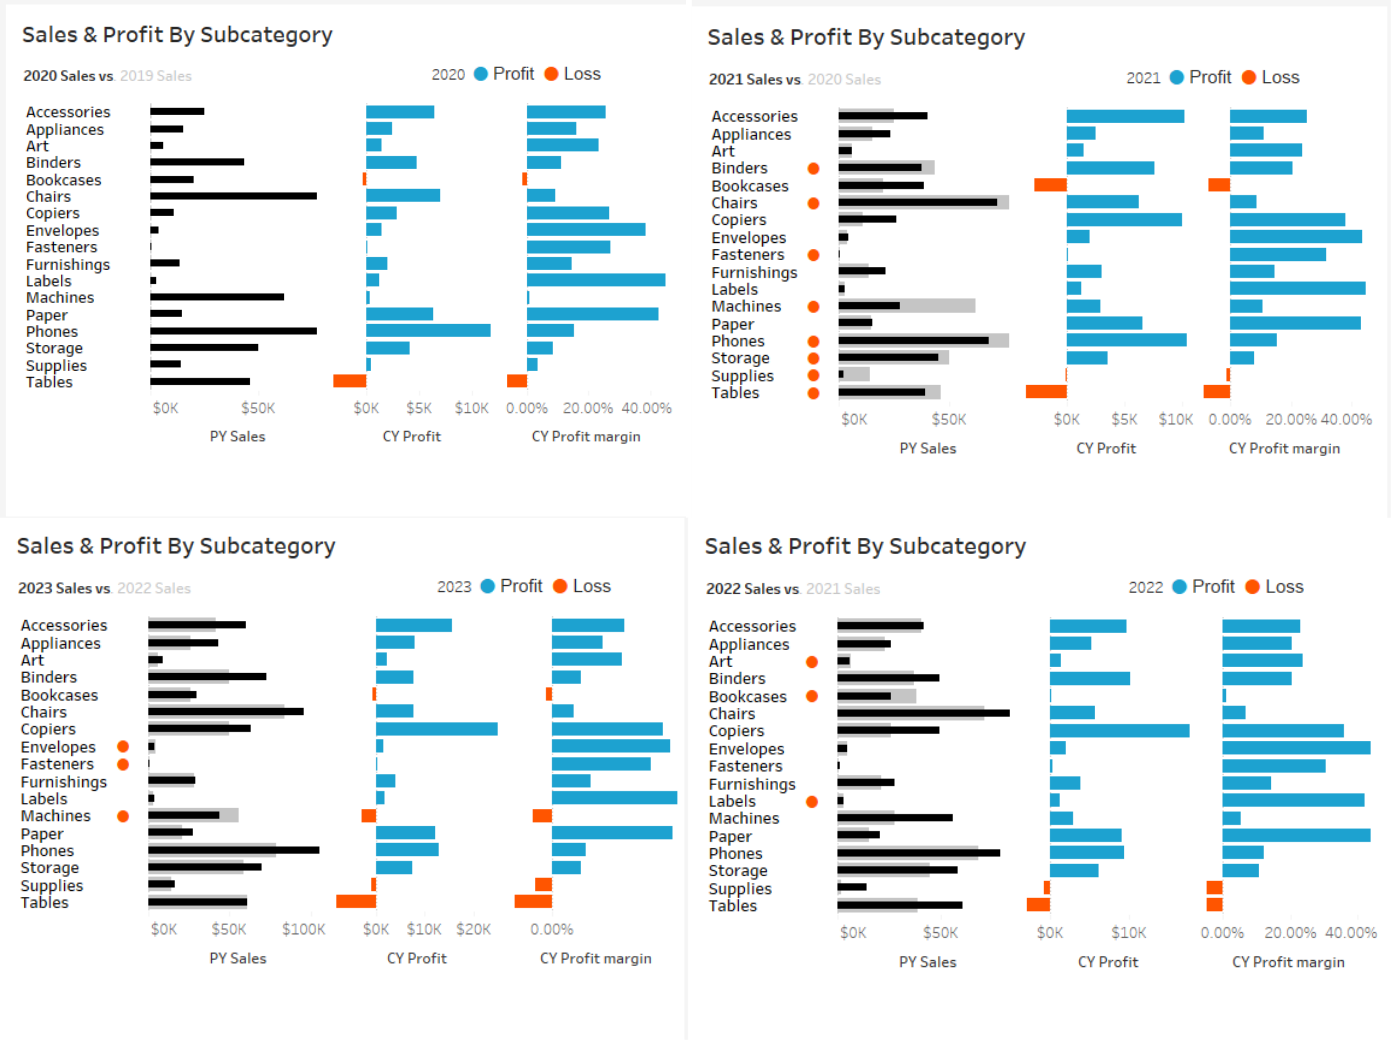 Sales & Profit By Subcategory
2020 Sales vs. 2019 Sales
2020 Profit Loss
Accessories
Appliances
Art
Binders
Bookcases
Chairs
Copiers
Envelopes
Fasteners
Furnishings
Labels
Machines
Paper
Phones
Storage
Supplies
Tables
$0K $50K $0K $5K $10K 0.00% 20.00% 40.00%
PY Sales CY Profit CY Profit margin
Sales & Profit By Subcategory
2021 Sales vs. 2020 Sales
2021 Profit Loss
Accessories
Appliances
Art
Binders
Bookcases
Chairs
Copiers
Envelopes
Fasteners
Furnishings
Labels
Machines
Paper
Phones
Storage
Supplies
Tables
$0K $50K $0K $5K $10K 0.00% 20.00% 40.00%
PY Sales CY Profit CY Profit margin
Sales & Profit By Subcategory
2023 Sales vs. 2022 Sales
2023 Profit Loss
Accessories
Appliances
Art
Binders
Bookcases
Chairs
Copiers
Envelopes
Fasteners
Furnishings
Labels
Machines
Paper
Phones
Storage
Supplies
Tables
$0K $50K $100K $0K $10K $20K 0.00%
PY Sales CY Profit CY Profit margin
Sales & Profit By Subcategory
2022 Sales vs. 2021 Sales
2022 Profit Loss
Accessories
Appliances
Art
Binders
Bookcases
Chairs
Copiers
Envelopes
Fasteners
Furnishings
Labels
Machines
Paper
Phones
Storage
Supplies
Tables
$0K $50K $0K $10K 0.00% 20.00% 40.00%
PY Sales CY Profit CY Profit margin